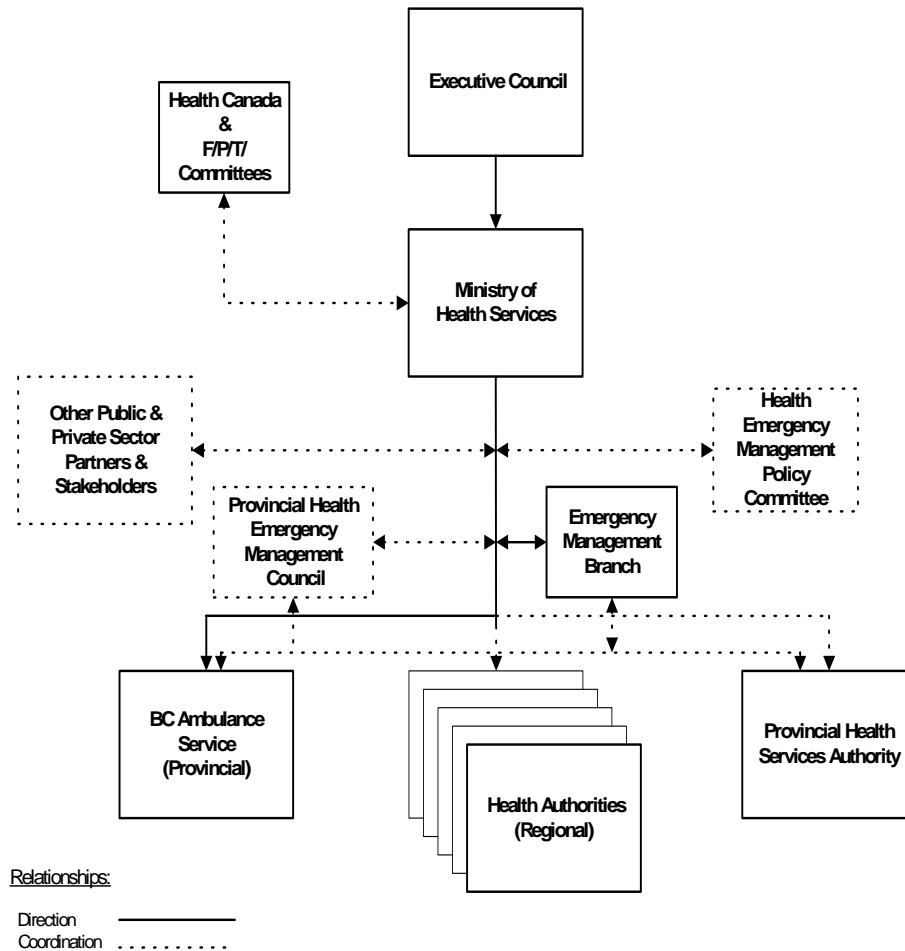 Executive Council
Health Canada
&
F/P/T/
Committees
Ministry of
Health Services
Other Public &
Private Sector
Partners &
Stakeholders
Health
Emergency
Management
Policy
Committee
Provincial Health
Emergency
Management
Council
Emergency
Management
Branch
BC Ambulance
Service
(Provincial)
Health Authorities
(Regional)
Provincial Health
Services Authority
Relationships:
Direction
Coordination